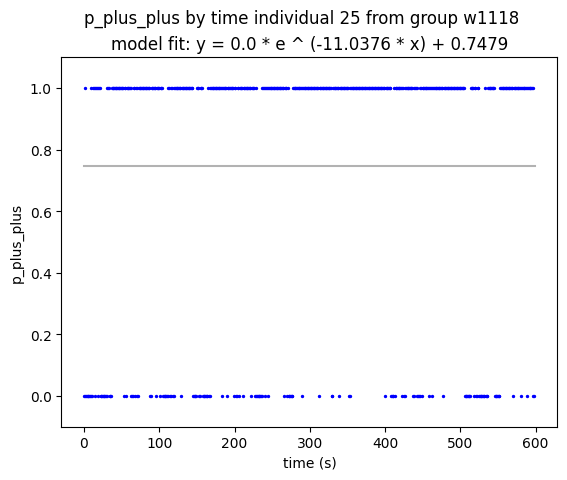 p_plus_plus by time individual 25 from group w1118
model fit: y = 0.0 * e ^ (-11.0376 * x) + 0.7479
1.0
0.8
0.6
0.4
0.2
0.0
p_plus_plus
0 100 200 300 400 500 600
time (s)